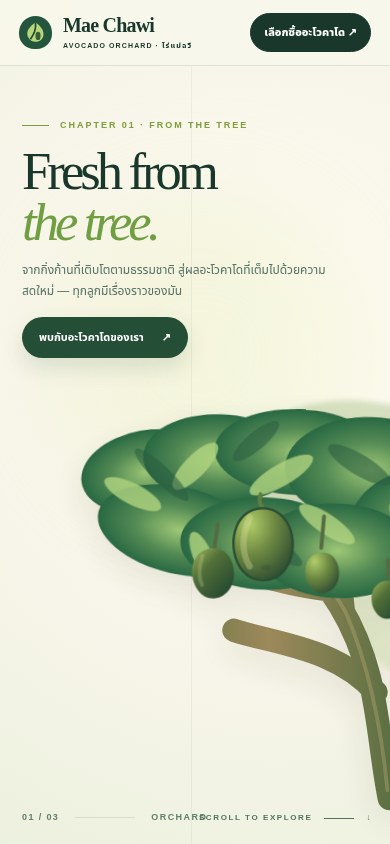 Mae Chawi
AVOCADO ORCHARD · ไร่แม่ฉวี
เลือกซื้ออะโวคาโด ↗
CHAPTER 01 · FROM THE TREE
Fresh from
the tree.
จากกิ่งก้านที่เติบโตตามธรรมชาติ สู่ผลอะโวคาโดที่เต็มไปด้วยความ
สดใหม่ — ทุกลูกมีเรื่องราวของมัน
พบกับอะโวคาโดของเรา ↗
01 / 03
ORCHARD
SCROLL TO EXPLORE ↓